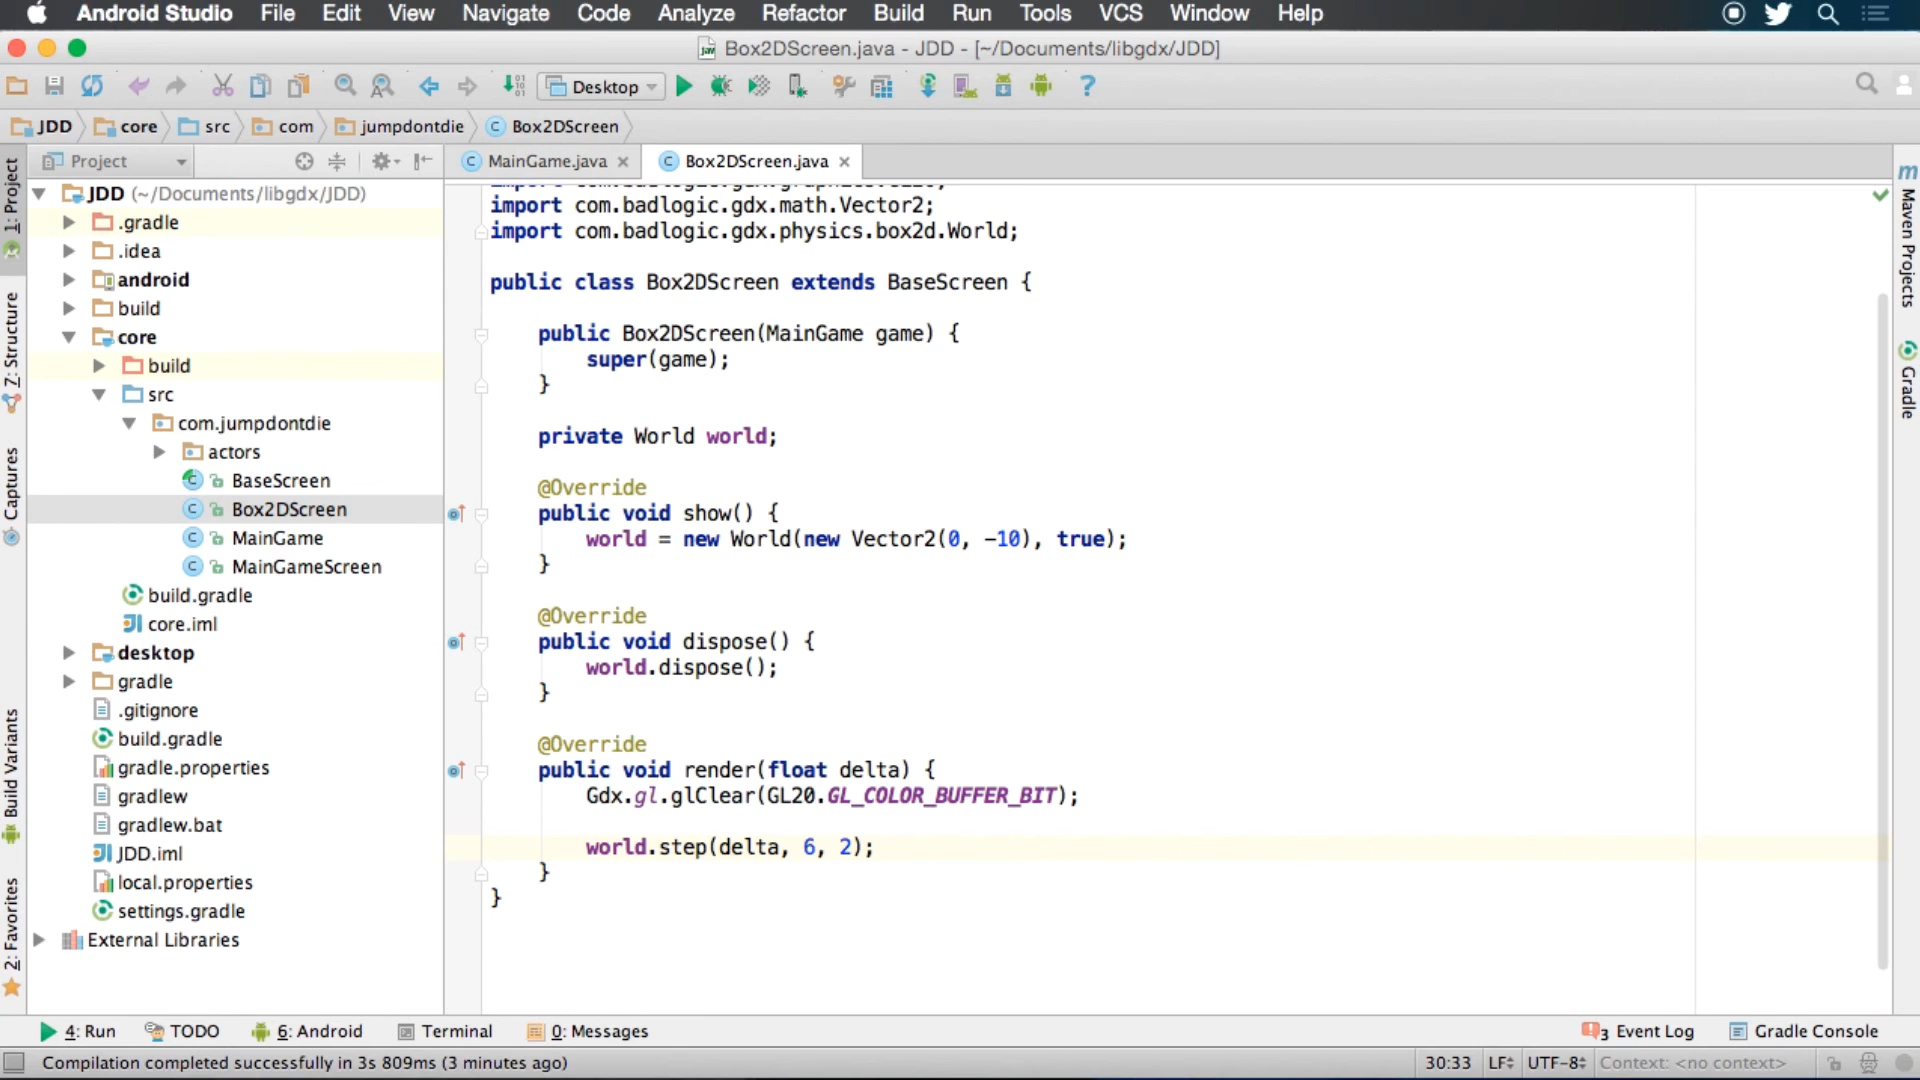 Android Studio File Edit View Navigate Code Analyze Refactor Build Run Tools VCS Window Help
Box2DScreen.java - JDD - [~/Documents/libgdx/JDD]
Desktop
JDD core src com jumpdontdie Box2DScreen
Project
MainGame.java
Box2DScreen.java
1: Project
7: Structure
Captures
Build Variants
2: Favorites
JDD (~/Documents/libgdx/JDD)
.gradle
.idea
android
build
core
build
src
com.jumpdontdie
actors
BaseScreen
Box2DScreen
MainGame
MainGameScreen
build.gradle
core.iml
desktop
gradle
.gitignore
build.gradle
gradle.properties
gradlew
gradlew.bat
JDD.iml
local.properties
settings.gradle
External Libraries
import com.badlogic.gdx.math.Vector2;
import com.badlogic.gdx.physics.box2d.World;
public class Box2DScreen extends BaseScreen {
public Box2DScreen(MainGame game) {
super(game);
}
private World world;
@Override
public void show() {
world = new World(new Vector2(0, -10), true);
}
@Override
public void dispose() {
world.dispose();
}
@Override
public void render(float delta) {
Gdx.gl.glClear(GL20.GL_COLOR_BUFFER_BIT);
world.step(delta, 6, 2);
}
}
Maven Projects
Gradle
4: Run TODO 6: Android Terminal 0: Messages 3 Event Log Gradle Console
Compilation completed successfully in 3s 809ms (3 minutes ago) 30:33 LF UTF-8 Context: <no context>